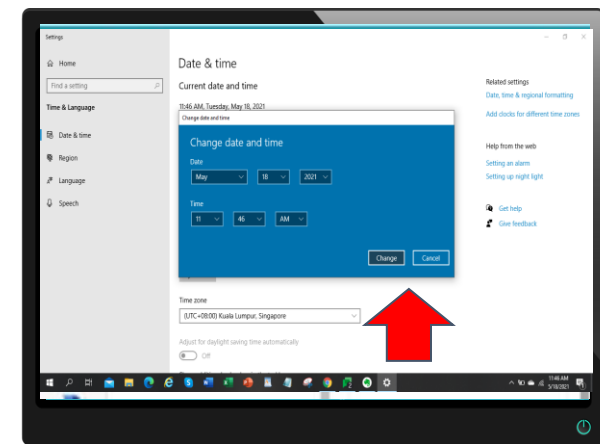 Settings
Home
Find a setting
Time & Language
Date & time
Region
Language
Speech
Date & time
Current date and time
11:46 AM, Tuesday, May 18, 2021
Change date and time
Change date and time
Date
May 18 2021
Time
11 46 AM
Change Cancel
Time zone
(UTC+08:00) Kuala Lumpur, Singapore
Adjust for daylight saving time automatically
Off
Related settings
Date, time & regional formatting
Add clocks for different time zones
Help from the web
Setting an alarm
Setting up night light
Get help
Give feedback
11:46 AM
5/18/2021